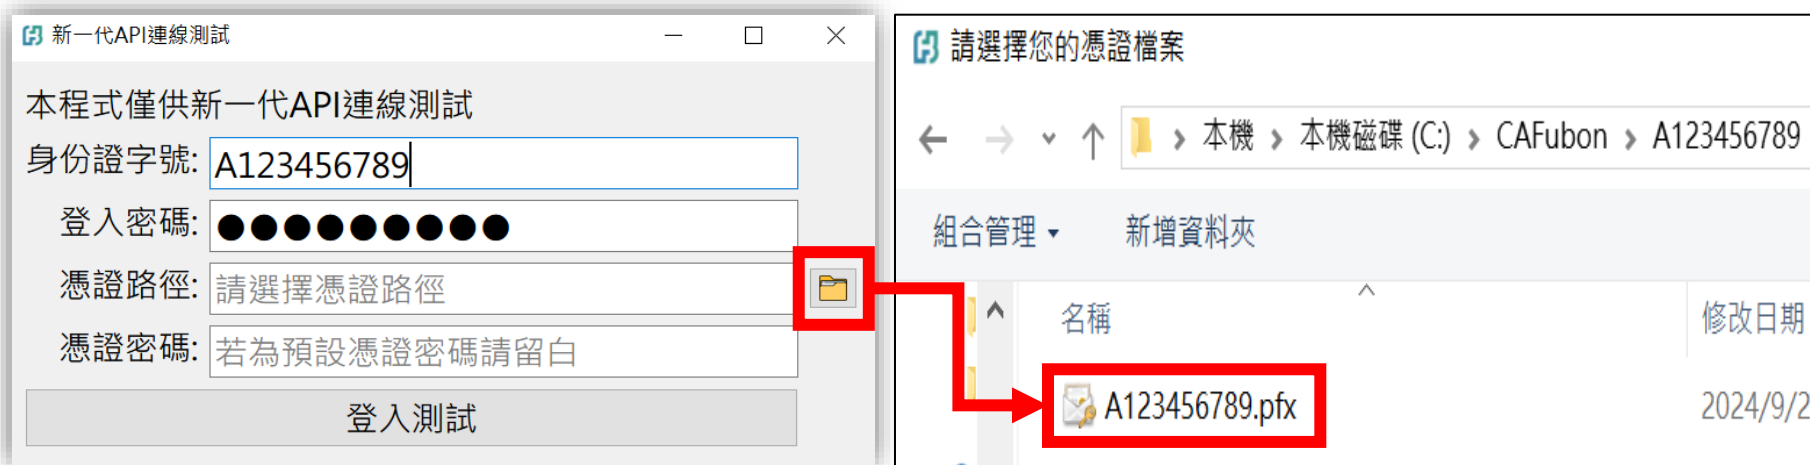 新一代API連線測試
本程式僅供新一代API連線測試
身份證字號: A123456789
登入密碼: ●●●●●●●●●
憑證路徑: 請選擇憑證路徑
憑證密碼: 若為預設憑證密碼請留白
登入測試
請選擇您的憑證檔案
本機 > 本機磁碟 (C:) > CAFubon > A123456789
組合管理 新增資料夾
名稱 修改日期
A123456789.pfx 2024/9/2